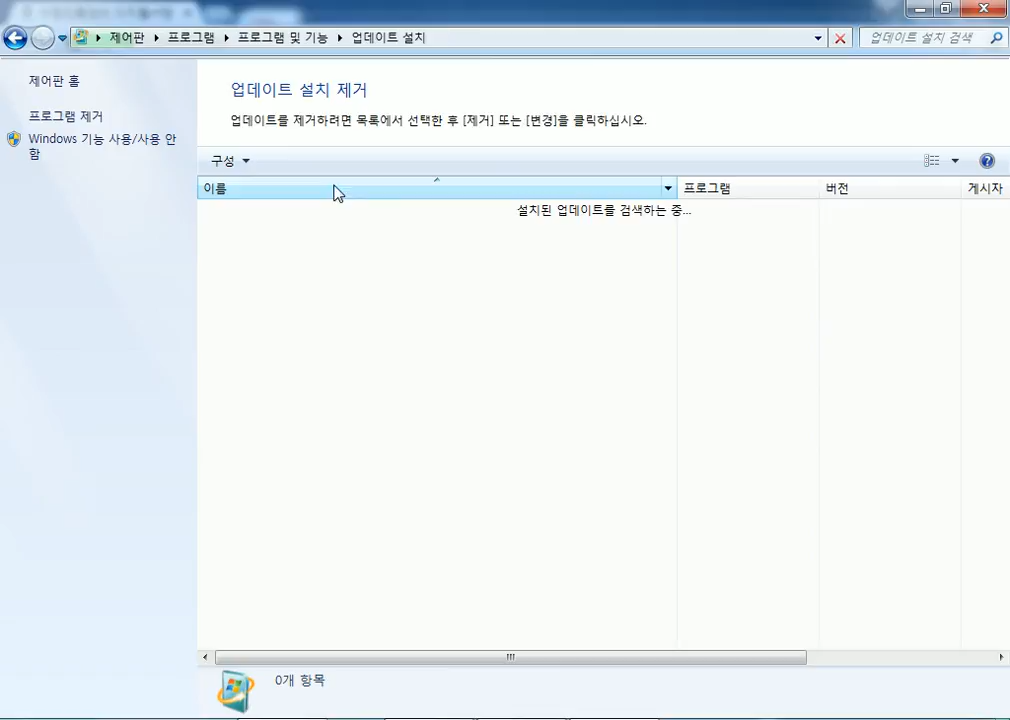 제어판 ▸ 프로그램 ▸ 프로그램 및 기능 ▸ 업데이트 설치
업데이트 설치 검색
제어판 홈
프로그램 제거
Windows 기능 사용/사용 안
함
업데이트 설치 제거
업데이트를 제거하려면 목록에서 선택한 후 [제거] 또는 [변경]을 클릭하십시오.
구성
이름 프로그램 버전 게시자
설치된 업데이트를 검색하는 중...
0개 항목